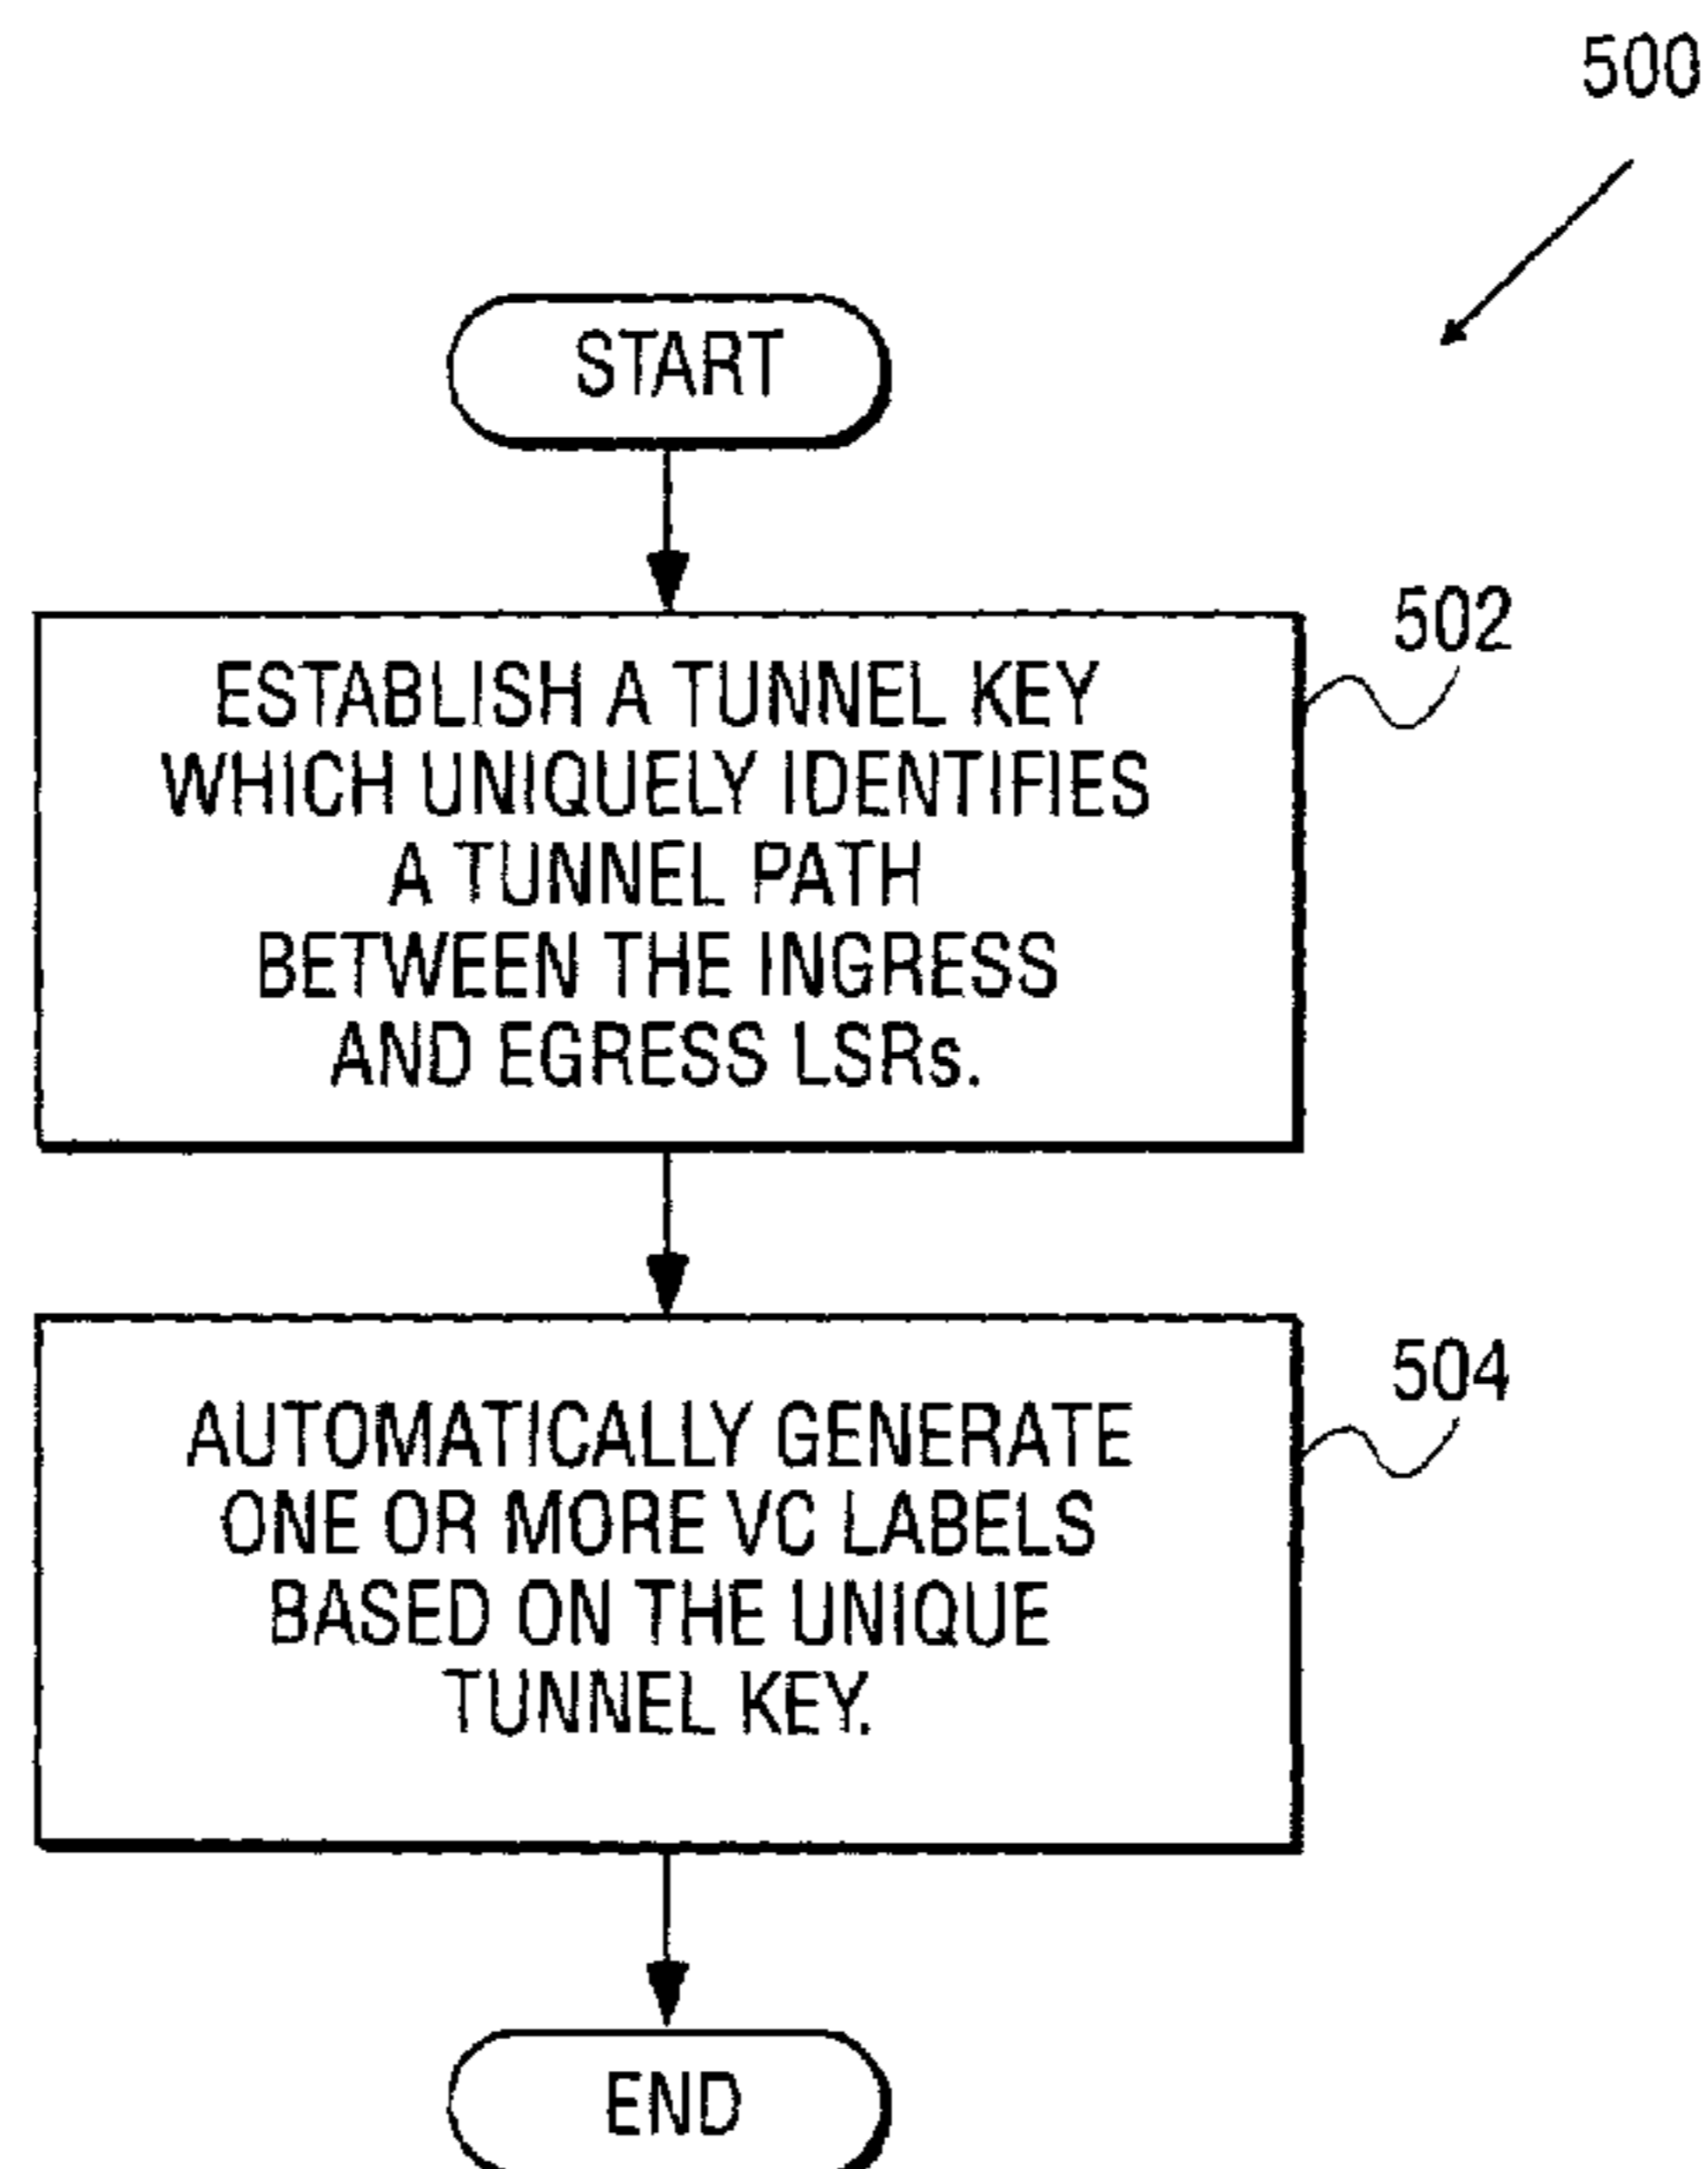 500
START
502
ESTABLISH A TUNNEL KEY
WHICH UNIQUELY IDENTIFIES
A TUNNEL PATH
BETWEEN THE INGRESS
AND EGRESS LSRs.
504
AUTOMATICALLY GENERATE
ONE OR MORE VC LABELS
BASED ON THE UNIQUE
TUNNEL KEY.
END